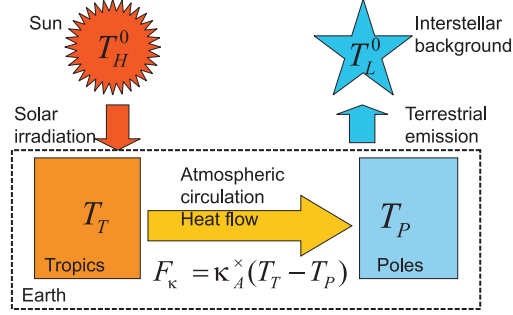 Sun
T_H^0
Interstellar
background
T_L^0
Solar
irradiation
Terrestrial
emission
Atmospheric
circulation
Heat flow
T_T
T_P
Tropics
F_κ = κ_A^×(T_T − T_P)
Poles
Earth